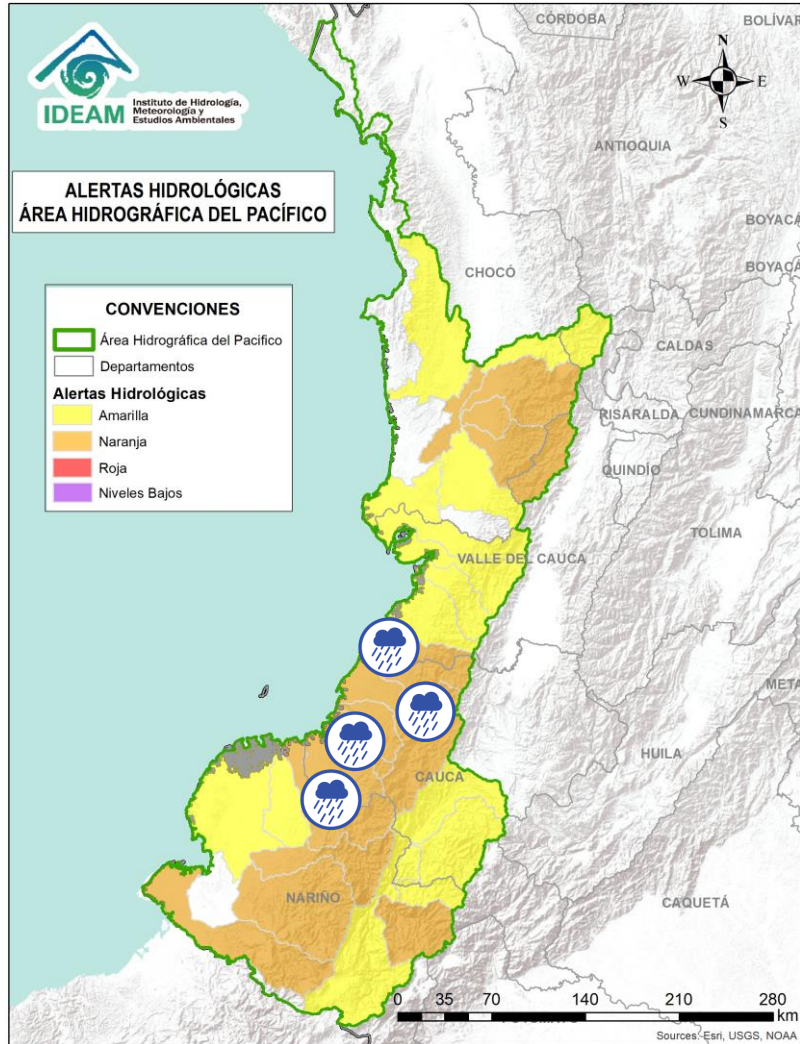 CÓRDOBA
BOLÍVAR
IDEAM
Instituto de Hidrología,
Meteorología y
Estudios Ambientales
N
W
E
S
ANTIOQUIA
ALERTAS HIDROLÓGICAS
ÁREA HIDROGRÁFICA DEL PACÍFICO
BOYACÁ
BOYACÁ
CHOCÓ
CONVENCIONES
Área Hidrográfica del Pacifico
Departamentos
Alertas Hidrológicas
Amarilla
Naranja
Roja
Niveles Bajos
CALDAS
RISARALDA
CUNDINAMARCA
QUINDÍO
TOLIMA
VALLE DEL CAUCA
META
HUILA
CAUCA
NARIÑO
CAQUETÁ
0 35 70 140 210 280
km
Sources: Esri, USGS, NOAA